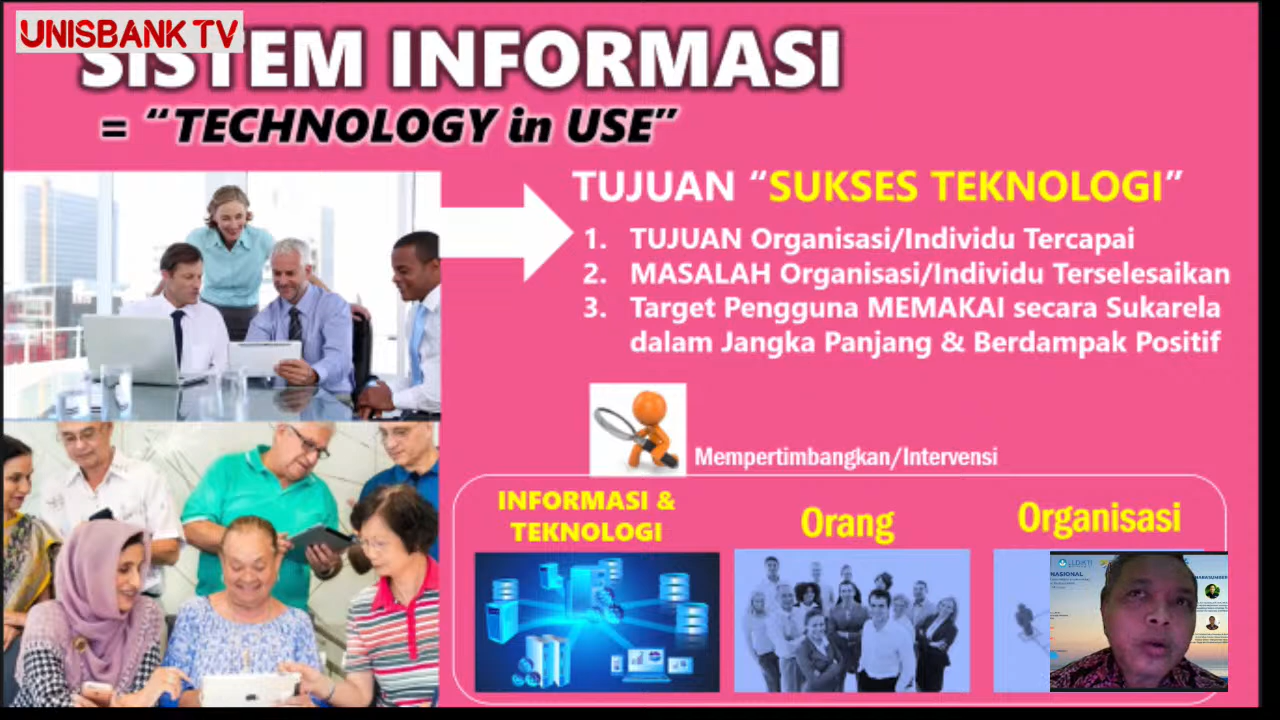 UNISBANK TV
SISTEM INFORMASI
= “TECHNOLOGY in USE”
TUJUAN “SUKSES TEKNOLOGI”
1. TUJUAN Organisasi/Individu Tercapai
2. MASALAH Organisasi/Individu Terselesaikan
3. Target Pengguna MEMAKAI secara Sukarela
dalam Jangka Panjang & Berdampak Positif
Mempertimbangkan/Intervensi
INFORMASI &
TEKNOLOGI
Orang
Organisasi